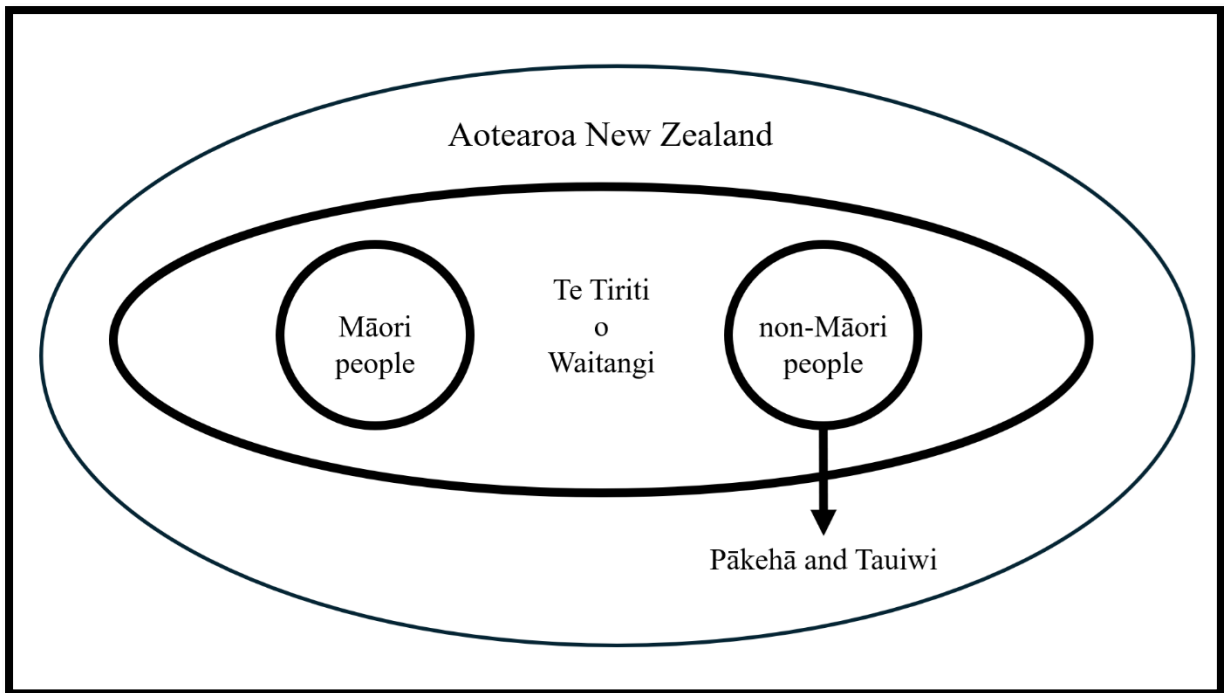 Aotearoa New Zealand
Māori
people
Te Tiriti
o
Waitangi
non-Māori
people
Pākehā and Tauiwi